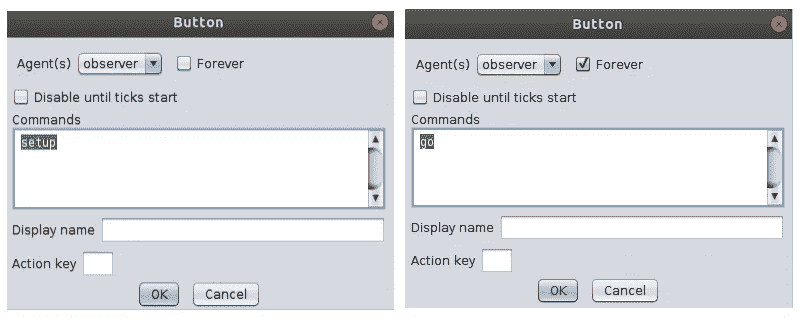 Button
Agent(s) observer Forever
Disable until ticks start
Commands
setup
Display name
Action key
OK Cancel
Button
Agent(s) observer Forever
Disable until ticks start
Commands
go
Display name
Action key
OK Cancel